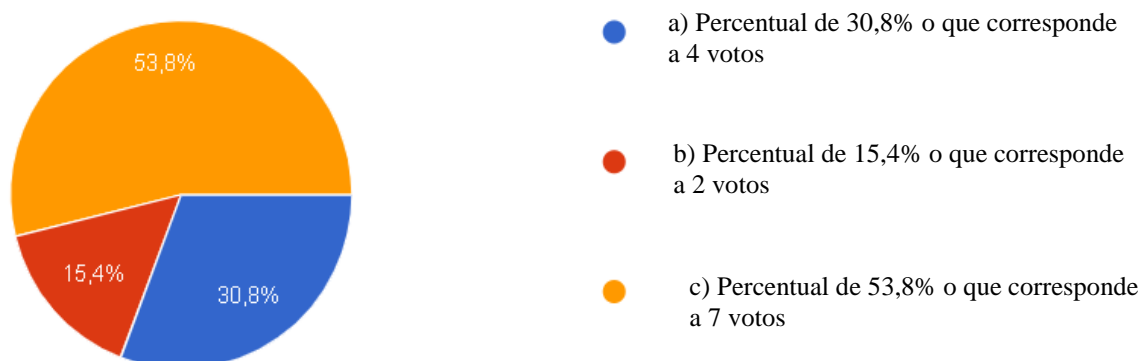 53,8%
15,4%
30,8%
a) Percentual de 30,8% o que corresponde
a 4 votos
b) Percentual de 15,4% o que corresponde
a 2 votos
c) Percentual de 53,8% o que corresponde
a 7 votos